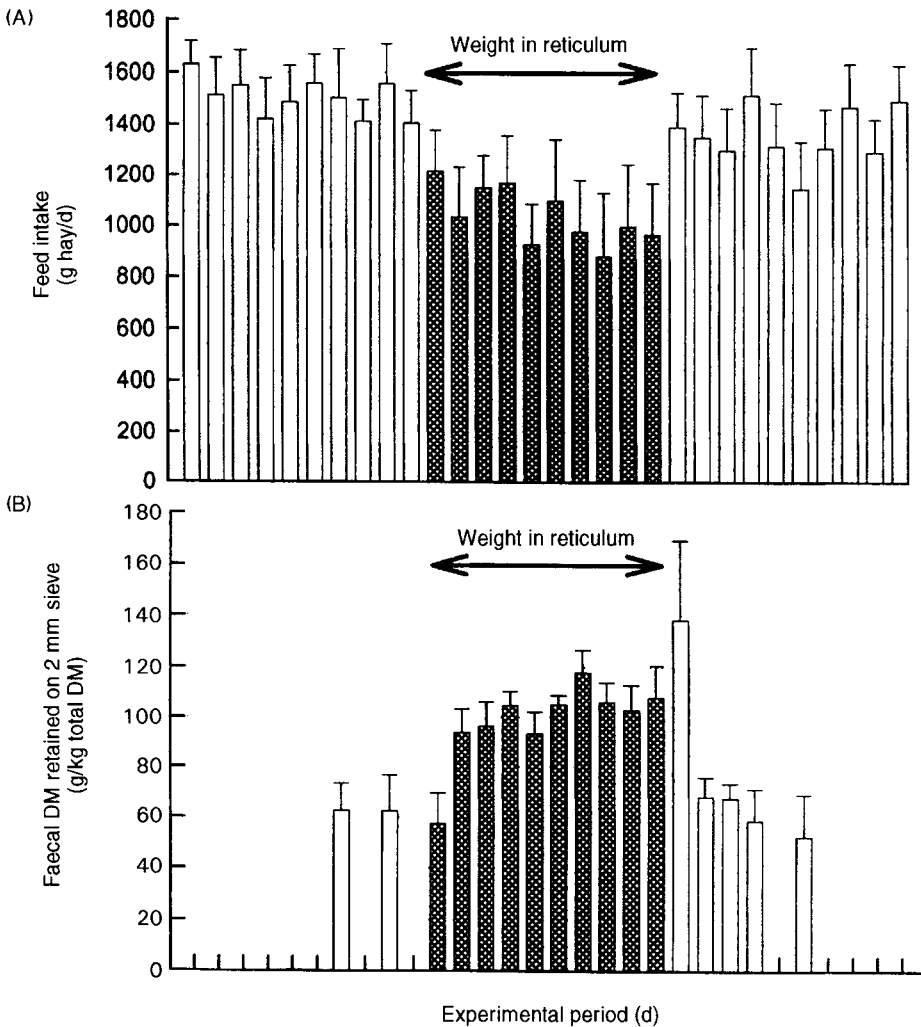 (A)
1800
1600
1400
1200
1000
800
600
400
200
0
Feed intake
(g hay/d)
Weight in reticulum
(B)
180
160
140
120
100
80
60
40
20
0
Faecal DM retained on 2 mm sieve
(g/kg total DM)
Weight in reticulum
Experimental period (d)